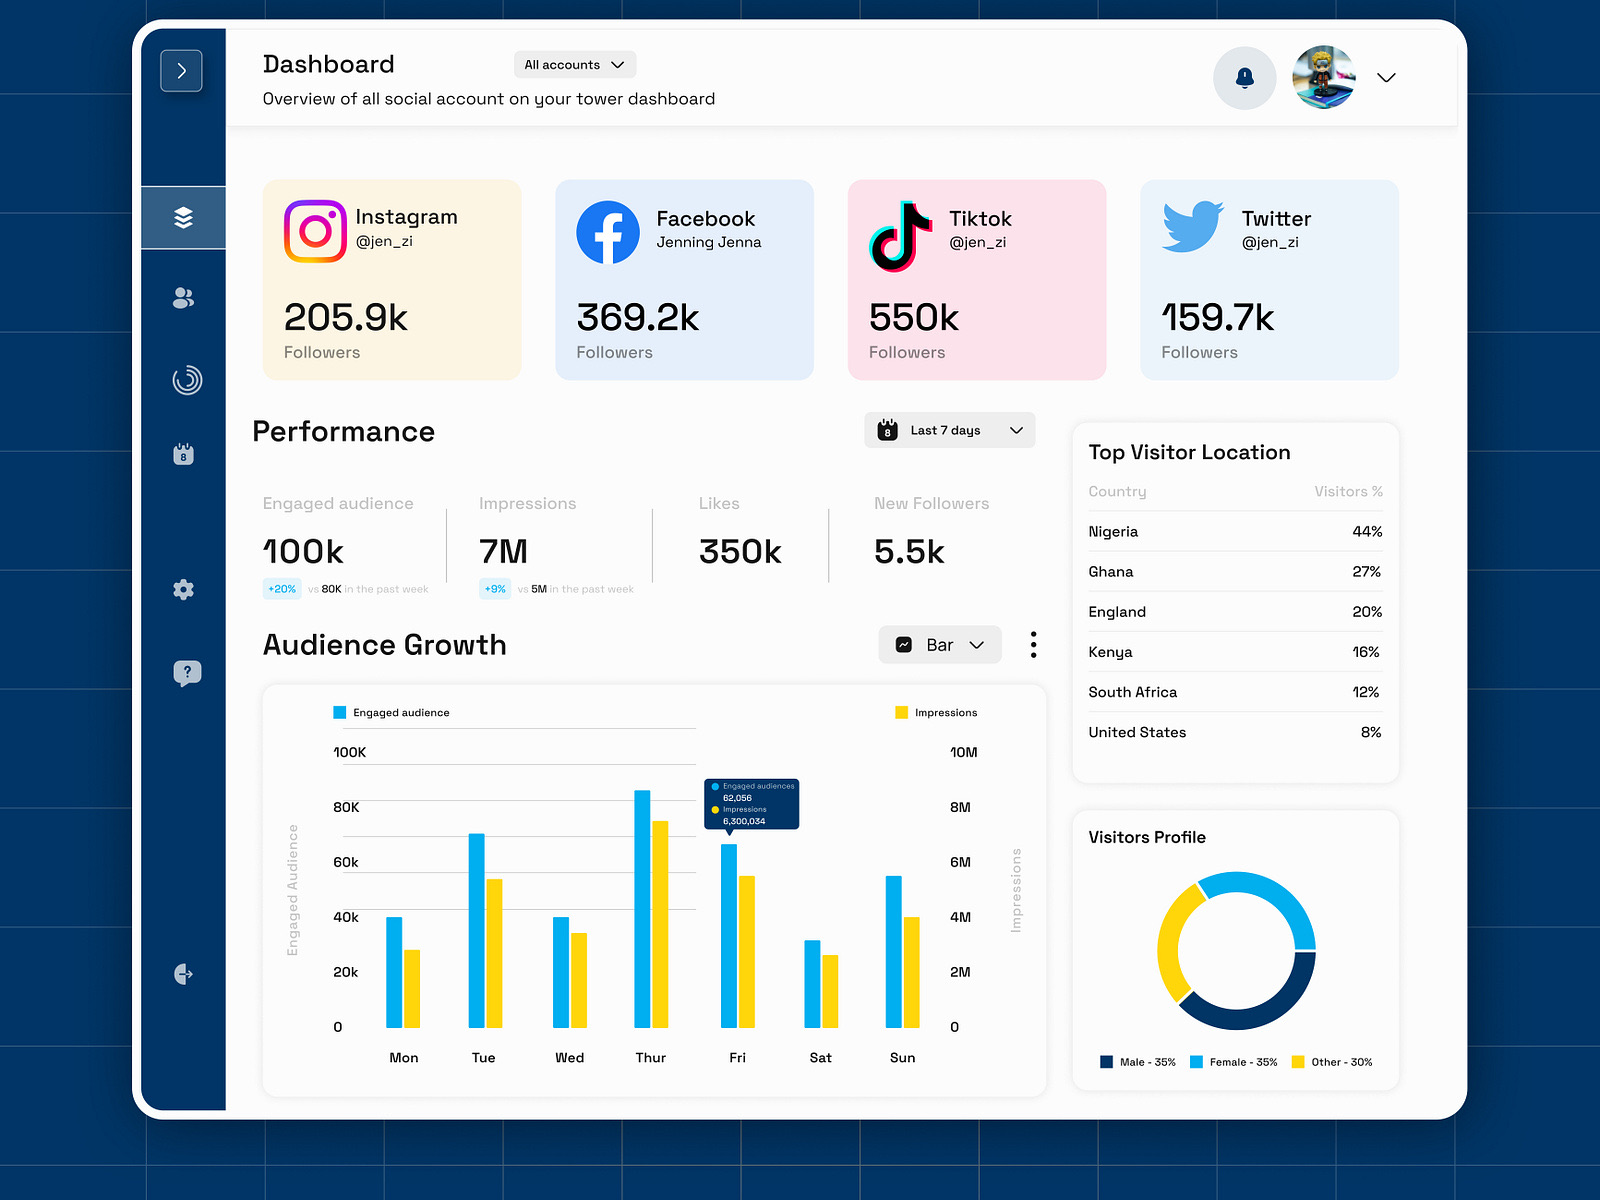 Dashboard
All accounts
Overview of all social account on your tower dashboard
Instagram
@jen_zi
205.9k
Followers
Facebook
Jenning Jenna
369.2k
Followers
Tiktok
@jen_zi
550k
Followers
Twitter
@jen_zi
159.7k
Followers
8
Performance
8 Last 7 days
Engaged audience
100k
+20% vs 80K in the past week
Impressions
7M
+9% vs 5M in the past week
Likes
350k
New Followers
5.5k
?
Audience Growth
Bar
Engaged audience
Impressions
Engaged Audience
100K
80K
60k
40k
20k
0
Engaged audiences
62,056
Impressions
6,300,034
10M
8M
6M
4M
2M
0
Impressions
Mon Tue Wed Thur Fri Sat Sun
Top Visitor Location
Country Visitors %
Nigeria 44%
Ghana 27%
England 20%
Kenya 16%
South Africa 12%
United States 8%
Visitors Profile
Male - 35% Female - 35% Other - 30%